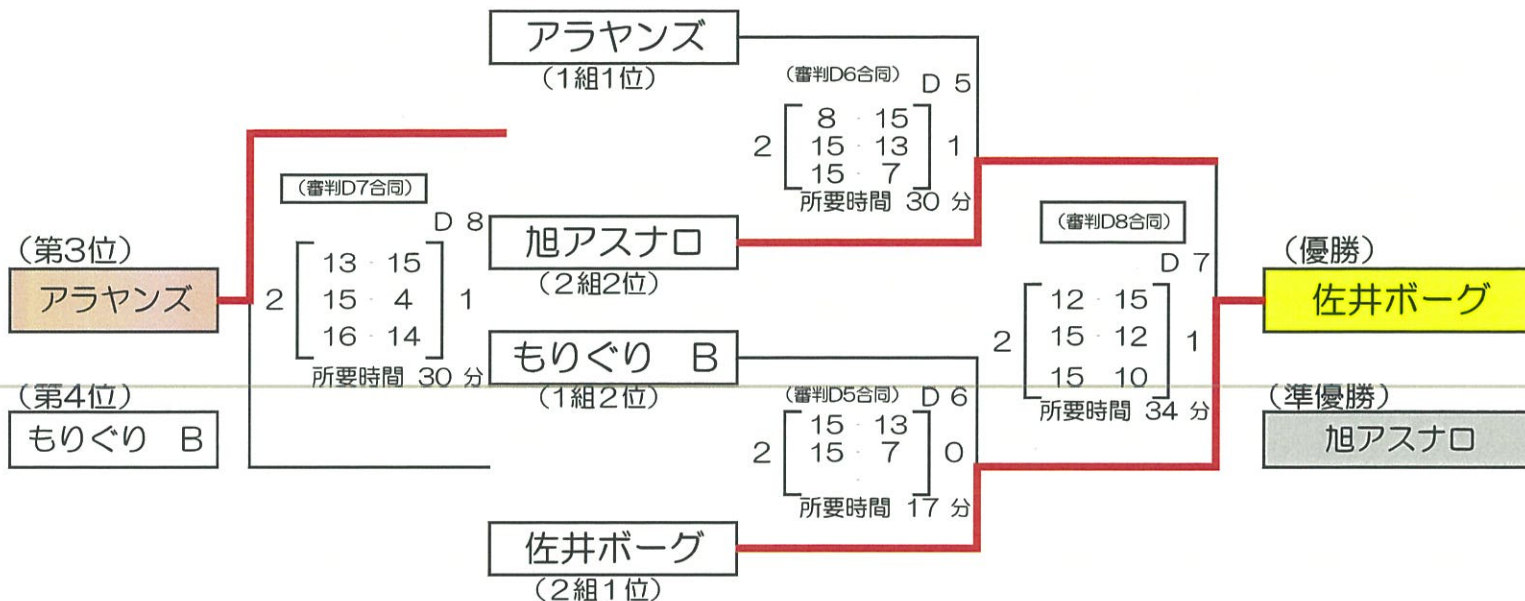 アラヤンズ
(1組1位)
(審判D6合同)
D 5
2
8 - 15
15 - 13
15 - 7
1
所要時間 30 分
旭アスナロ
(2組2位)
(審判D7合同)
D 8
2
13 - 15
15 - 4
16 - 14
1
所要時間 30 分
(第3位)
アラヤンズ
(第4位)
もりぐり B
もりぐり B
(1組2位)
(審判D5合同)
D 6
2
15 - 13
15 - 7
-
0
所要時間 17 分
佐井ボーグ
(2組1位)
(審判D8合同)
D 7
2
12 - 15
15 - 12
15 10
1
所要時間 34 分
(優勝)
佐井ボーグ
(準優勝)
旭アスナロ